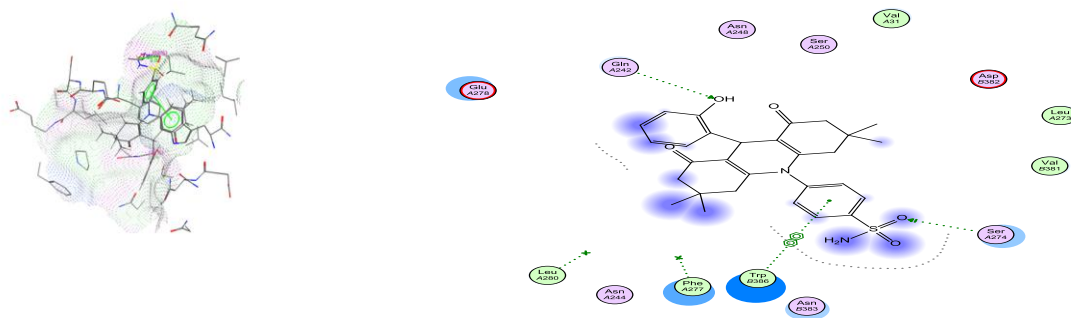 Val
A31
Asn
A248
Ser
A250
Gln
A242
Glu
A278
Asp
B382
OH
O
Leu
A273
O
Val
B381
N
O
Ser
A274
S
H₂N
O
Leu
A280
Trp
B386
Phe
A277
Asn
A244
Asn
B383